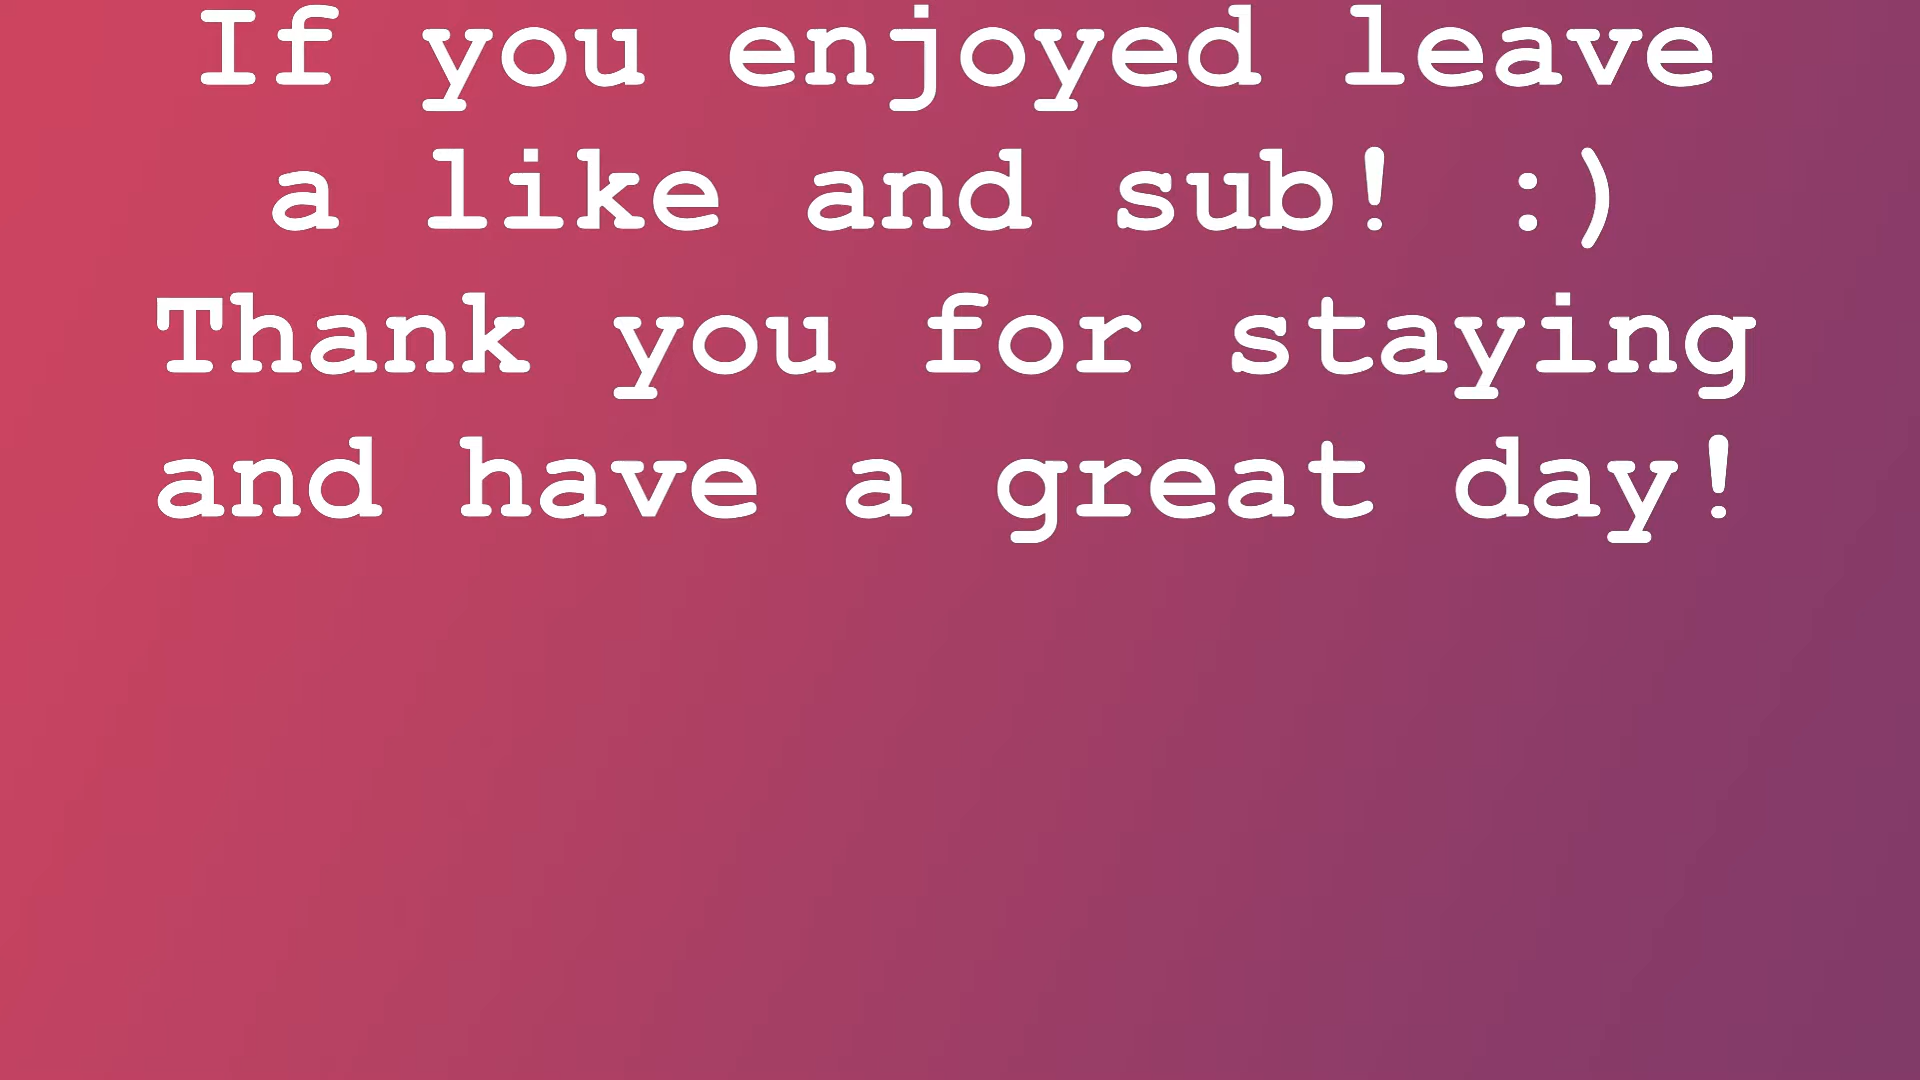 If you enjoyed leave
a like and sub! :)
Thank you for staying
and have a great day!